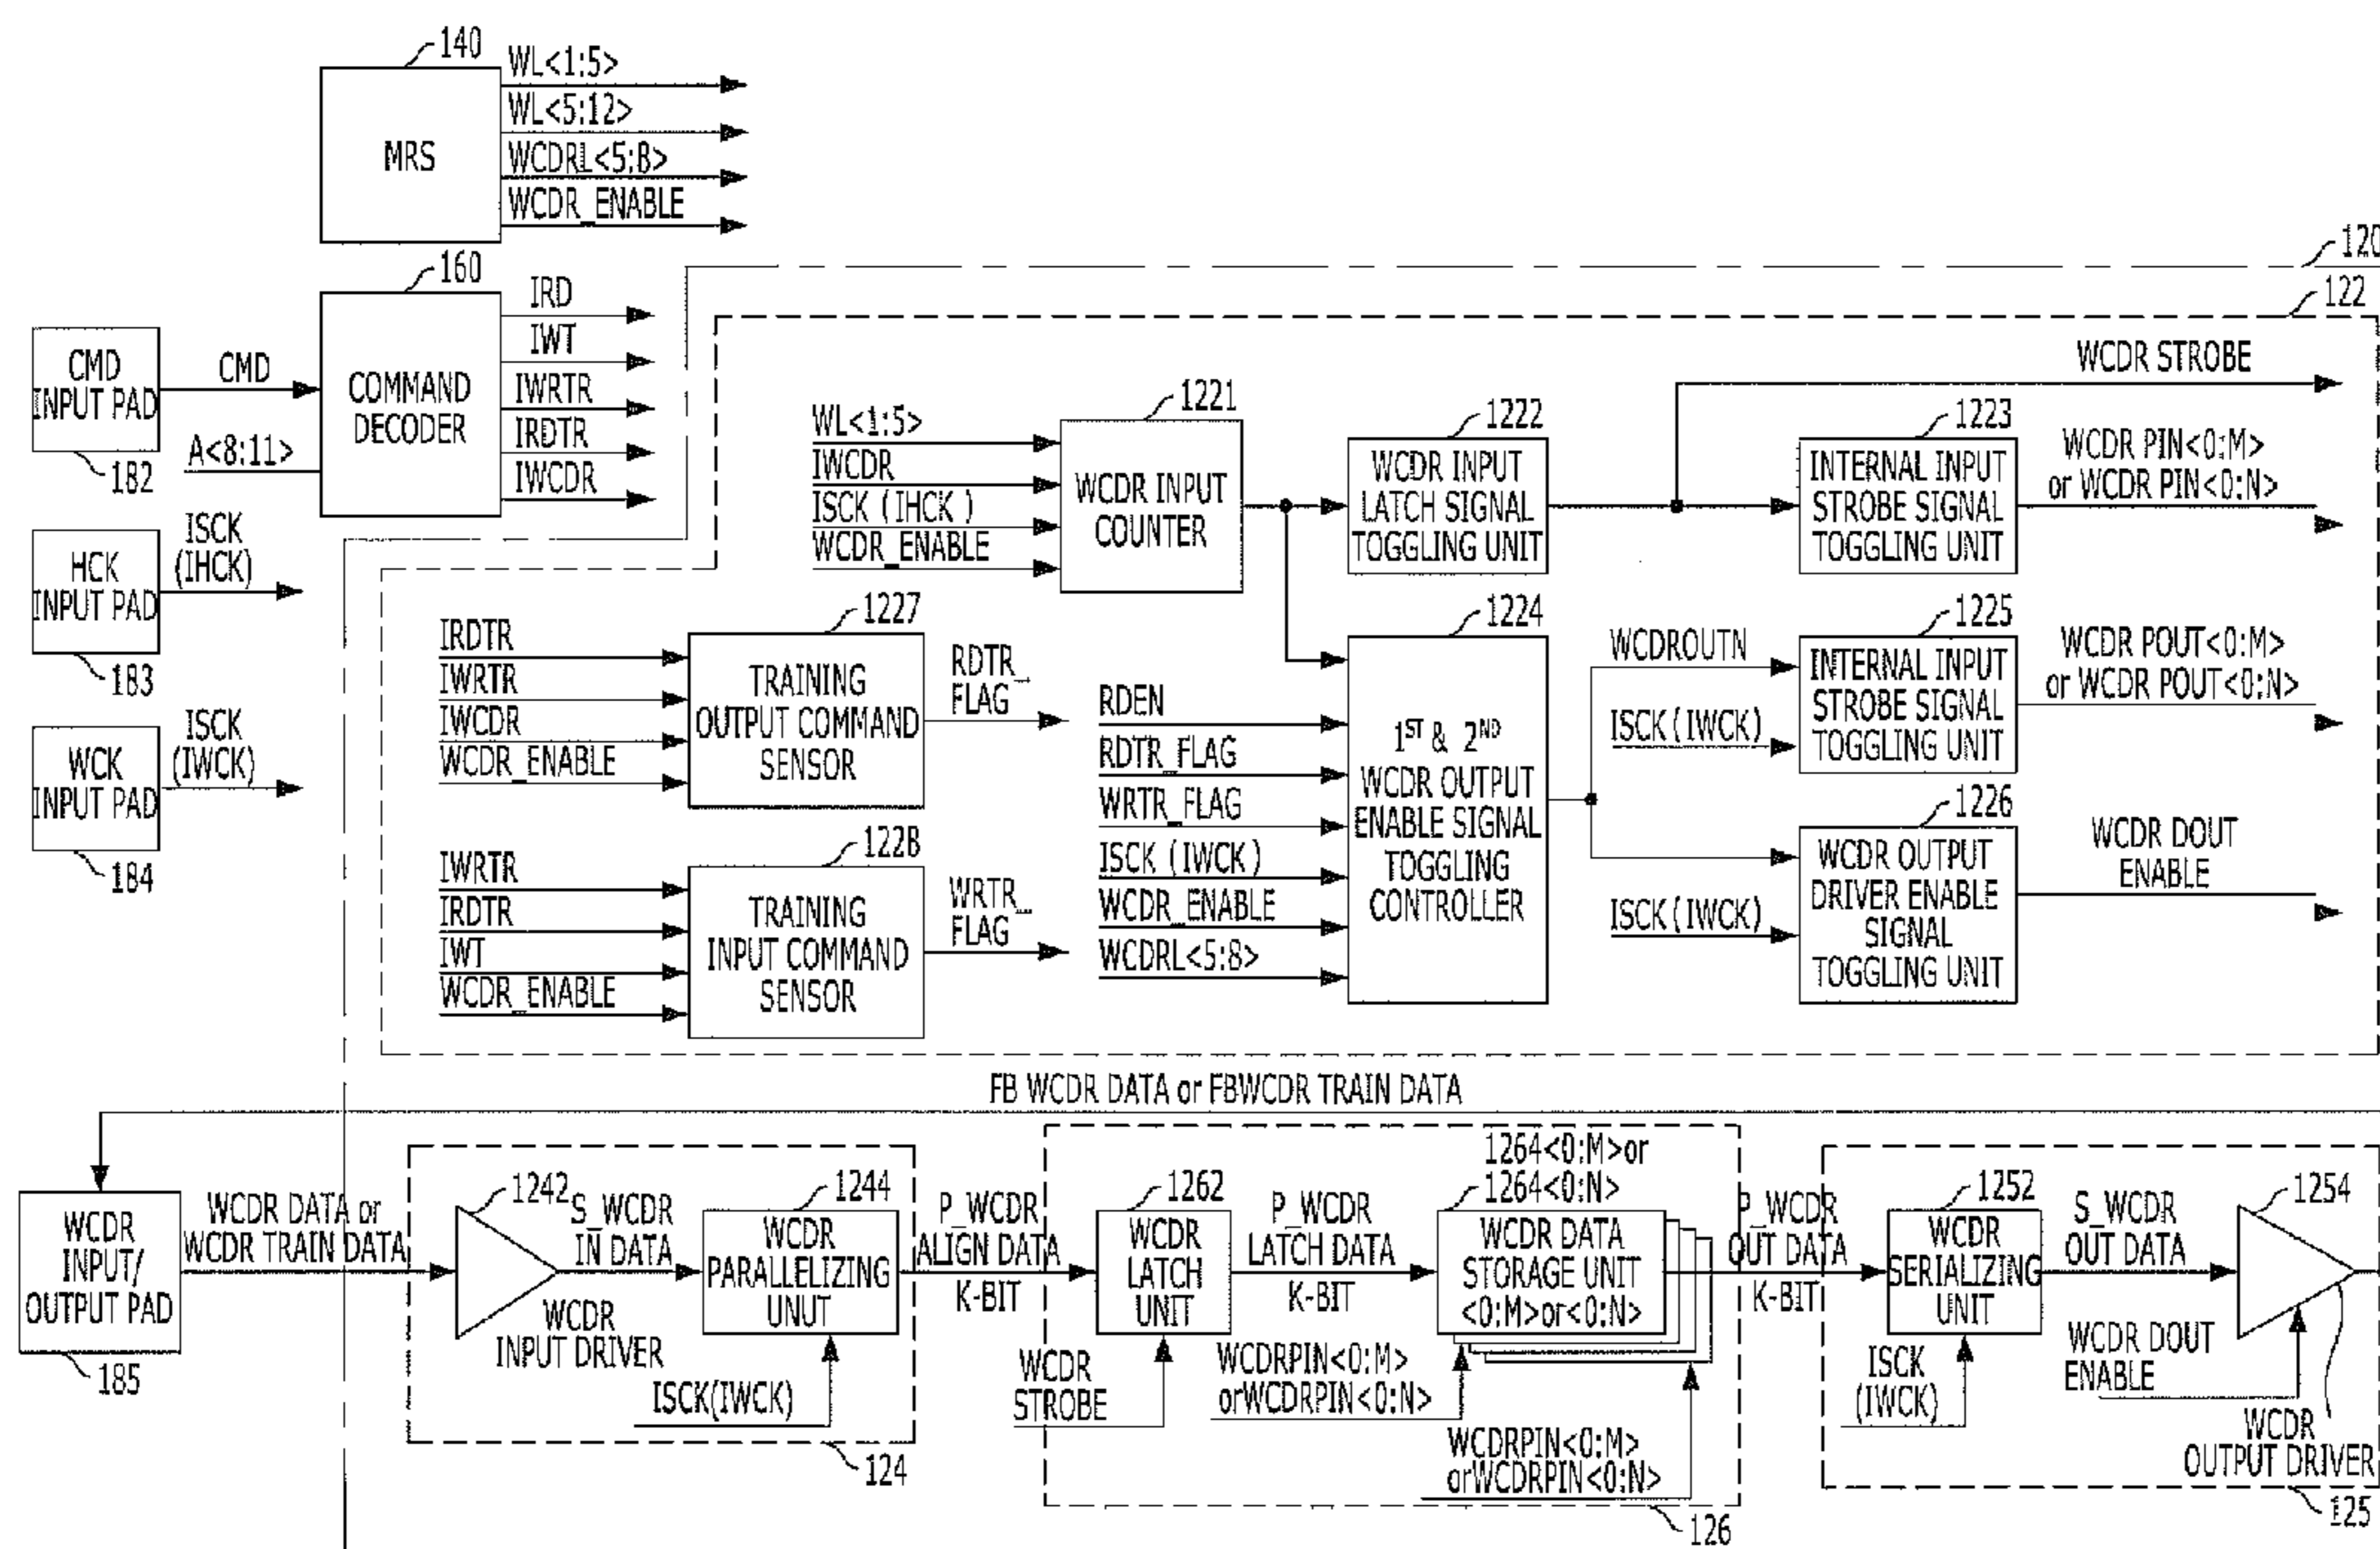 140
MRS
WL<1:5>
WL<5:12>
WCDRL<5:8>
WCDR_ENABLE
160
COMMAND
DECODER
IRD
IWT
IWRTR
IRDTR
IWCDR
CMD
INPUT PAD
182
CMD
A<8:11>
HCK
INPUT PAD
183
ISCK
(IHCK)
WCK
INPUT PAD
184
ISCK
(IWCK)
120
122
WL<1:5>
IWCDR
ISCK (IHCK)
WCDR_ENABLE
1221
WCDR INPUT
COUNTER
1222
WCDR INPUT
LATCH SIGNAL
TOGGLING UNIT
WCDR STROBE
1223
INTERNAL INPUT
STROBE SIGNAL
TOGGLING UNIT
WCDR PIN<0:M>
or WCDR PIN<0:N>
IRDTR
IWRTR
IWCDR
WCDR_ENABLE
1227
TRAINING
OUTPUT COMMAND
SENSOR
RDTR_
FLAG
IWRTR
IRDTR
IWT
WCDR_ENABLE
1228
TRAINING
INPUT COMMAND
SENSOR
WRTR_
FLAG
RDEN
RDTR_FLAG
WRTR_FLAG
ISCK (IWCK)
WCDR_ENABLE
WCDRL<5:8>
1224
1ST & 2ND
WCDR OUTPUT
ENABLE SIGNAL
TOGGLING
CONTROLLER
WCDROUTN
ISCK(IWCK)
1225
INTERNAL INPUT
STROBE SIGNAL
TOGGLING UNIT
WCDR POUT<0:M>
or WCDR POUT<0:N>
ISCK(IWCK)
1226
WCDR OUTPUT
DRIVER ENABLE
SIGNAL
TOGGLING UNIT
WCDR DOUT
ENABLE
FB WCDR DATA or FBWCDR TRAIN DATA
WCDR
INPUT/
OUTPUT PAD
185
WCDR DATA or
WCDR TRAIN DATA
1242
WCDR
INPUT DRIVER
S_WCDR
IN DATA
1244
WCDR
PARALLELIZING
UNUT
ISCK(IWCK)
124
P_WCDR
ALIGN DATA
K-BIT
1262
WCDR
LATCH
UNIT
WCDR
STROBE
P_WCDR
LATCH DATA
K-BIT
1264<0:M>or
1264<0:N>
WCDR DATA
STORAGE UNIT
<0:M>or<0:N>
WCDRPIN<0:M>
orWCDRPIN<0:N>
WCDRPIN<0:M>
orWCDRPIN<0:N>
126
P_WCDR
OUT DATA
K-BIT
1252
WCDR
SERIALIZING
UNIT
ISCK
(IWCK)
S_WCDR
OUT DATA
1254
WCDR DOUT
ENABLE
WCDR
OUTPUT DRIVER
125